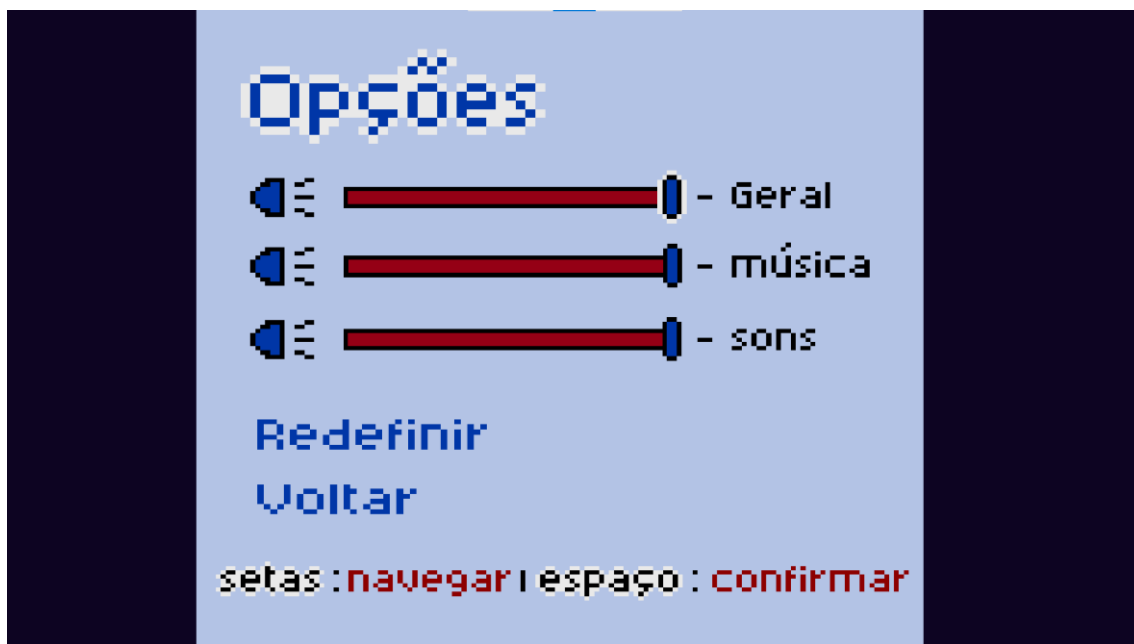 Opções
- Geral
- música
- sons
Redefinir
Voltar
setas :navegar | espaço : confirmar